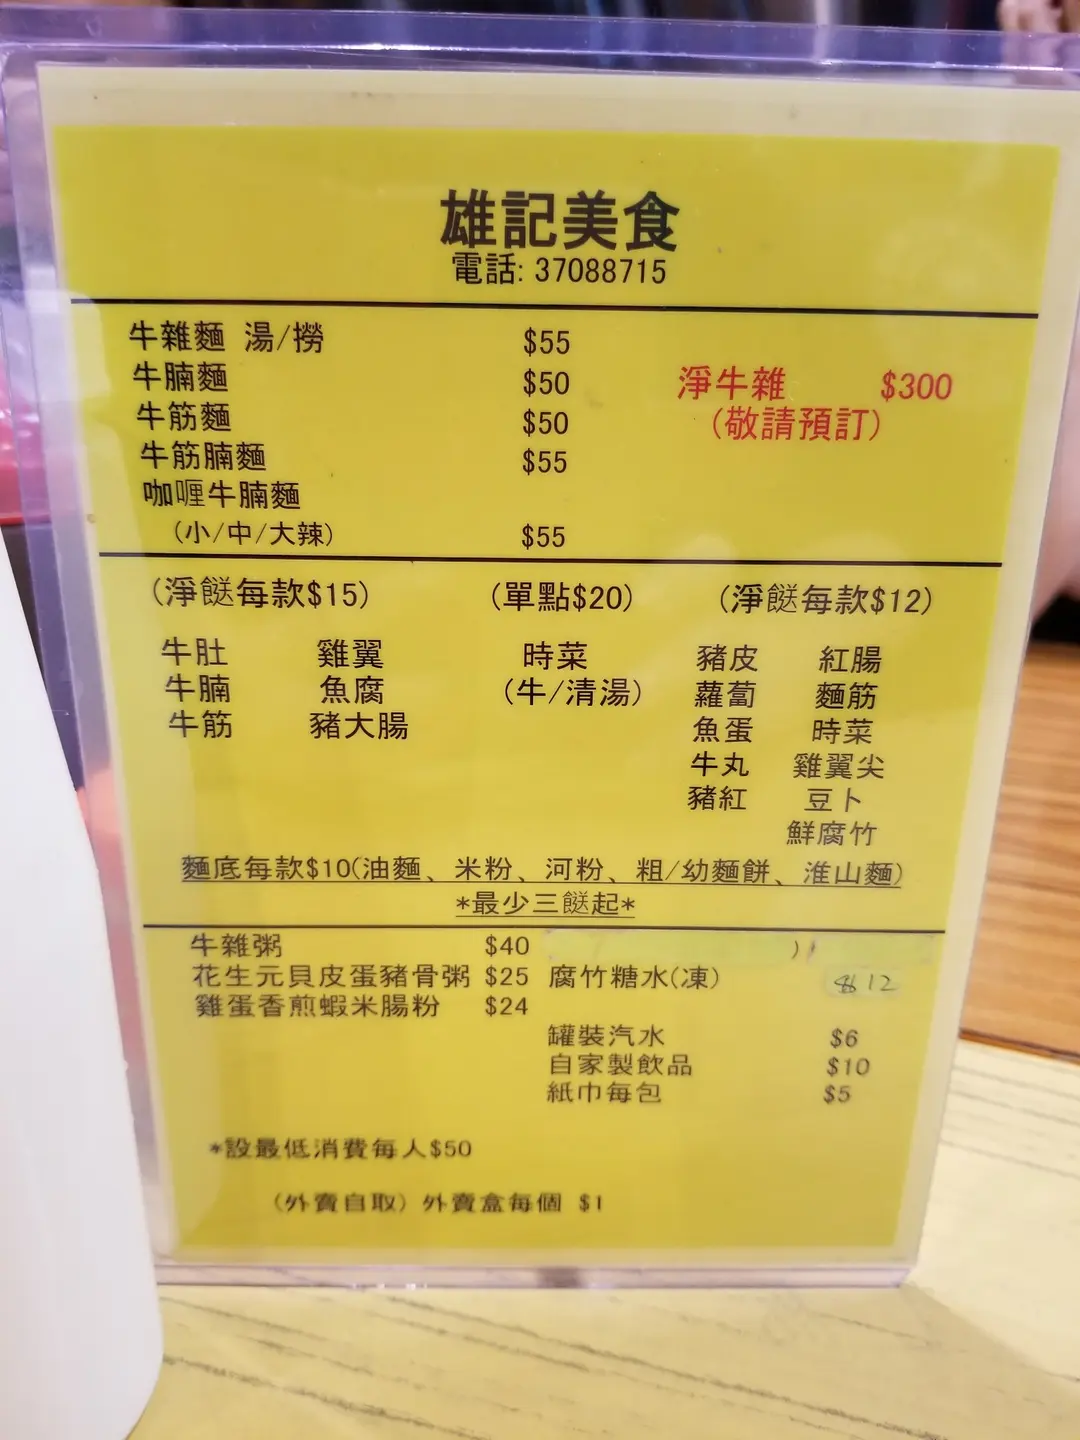 雄記美食
電話: 37088715
牛雜麵 湯/撈 $55
牛腩麵 $50
牛筋麵 $50
牛筋腩麵 $55
咖喱牛腩麵
(小/中/大辣) $55
淨牛雜 $300
(敬請預訂)
(淨餸每款$15) (單點$20) (淨餸每款$12)
牛肚 雞翼 時菜 豬皮 紅腸
牛腩 魚腐 (牛/清湯) 蘿蔔 麵筋
牛筋 豬大腸 魚蛋 時菜
牛丸 雞翼尖
豬紅 豆卜
鮮腐竹
麵底每款$10(油麵、米粉、河粉、粗/幼麵餅、淮山麵)
*最少三餸起*
牛雜粥 $40 )
花生元貝皮蛋豬骨粥 $25 腐竹糖水(凍) $12
雞蛋香煎蝦米腸粉 $24
罐裝汽水 $6
自家製飲品 $10
紙巾每包 $5
*設最低消費每人$50
(外賣自取) 外賣盒每個 $1